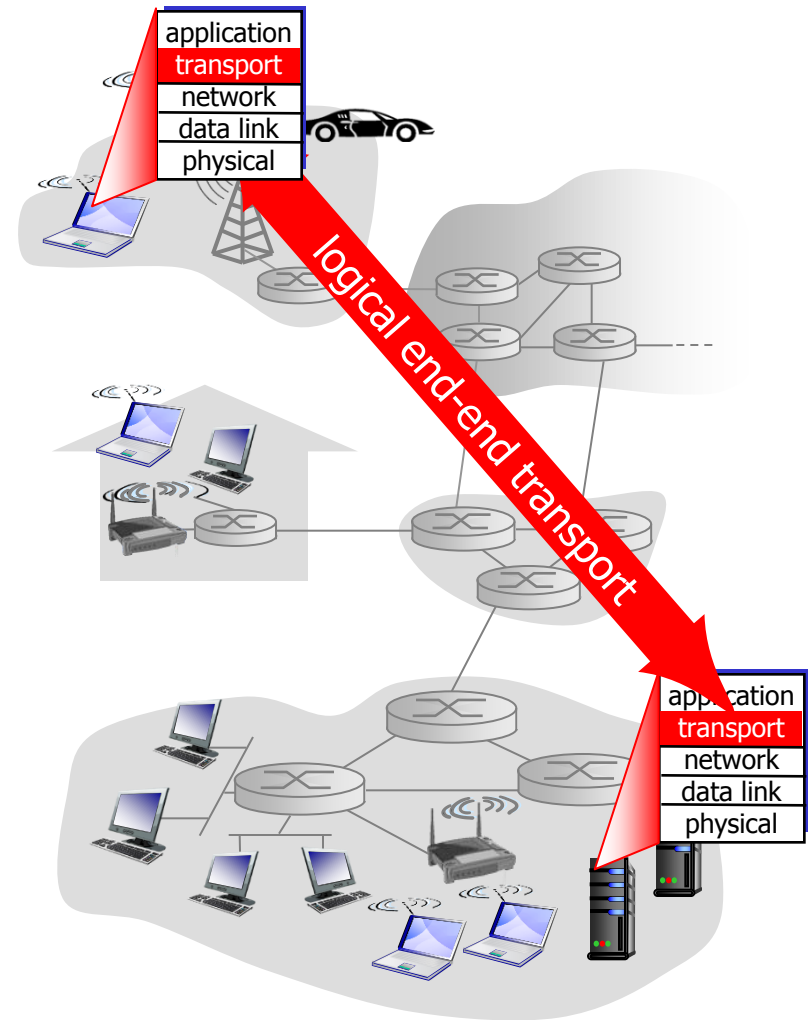 application
transport
network
data link
physical
logical end-end transport
application
transport
network
data link
physical